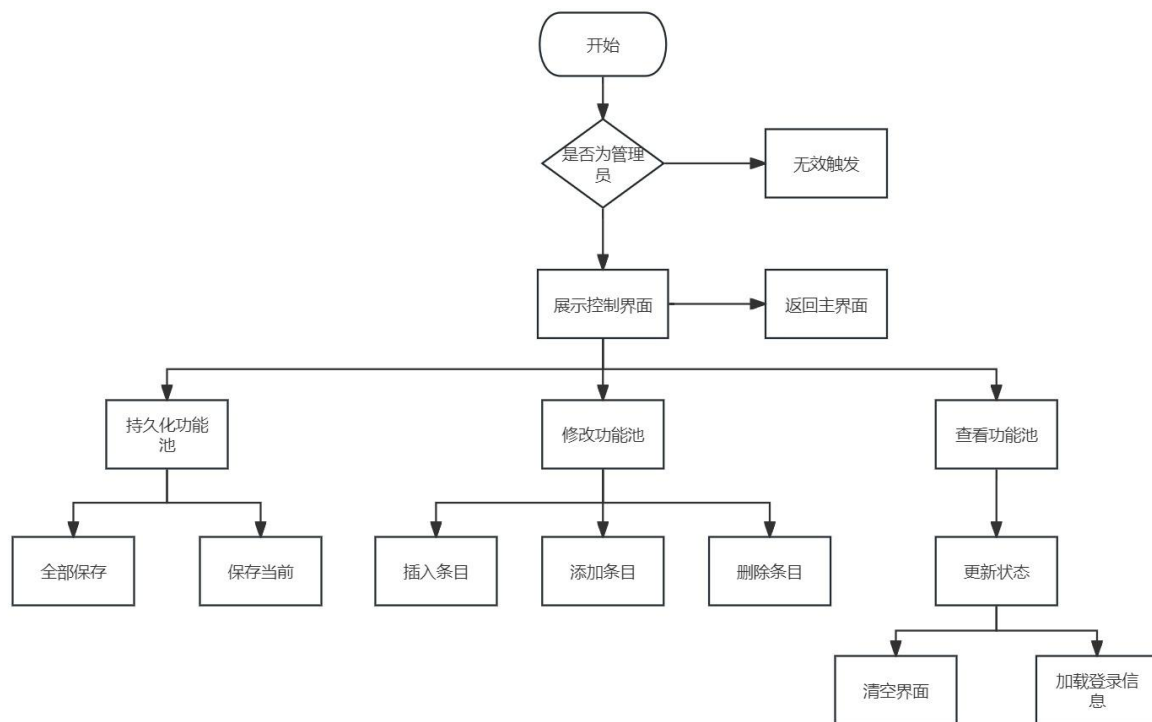 开始
是否为管理
员
无效触发
展示控制界面
返回主界面
持久化功能
池
修改功能池
查看功能池
全部保存
保存当前
插入条目
添加条目
删除条目
更新状态
清空界面
加载登录信
息